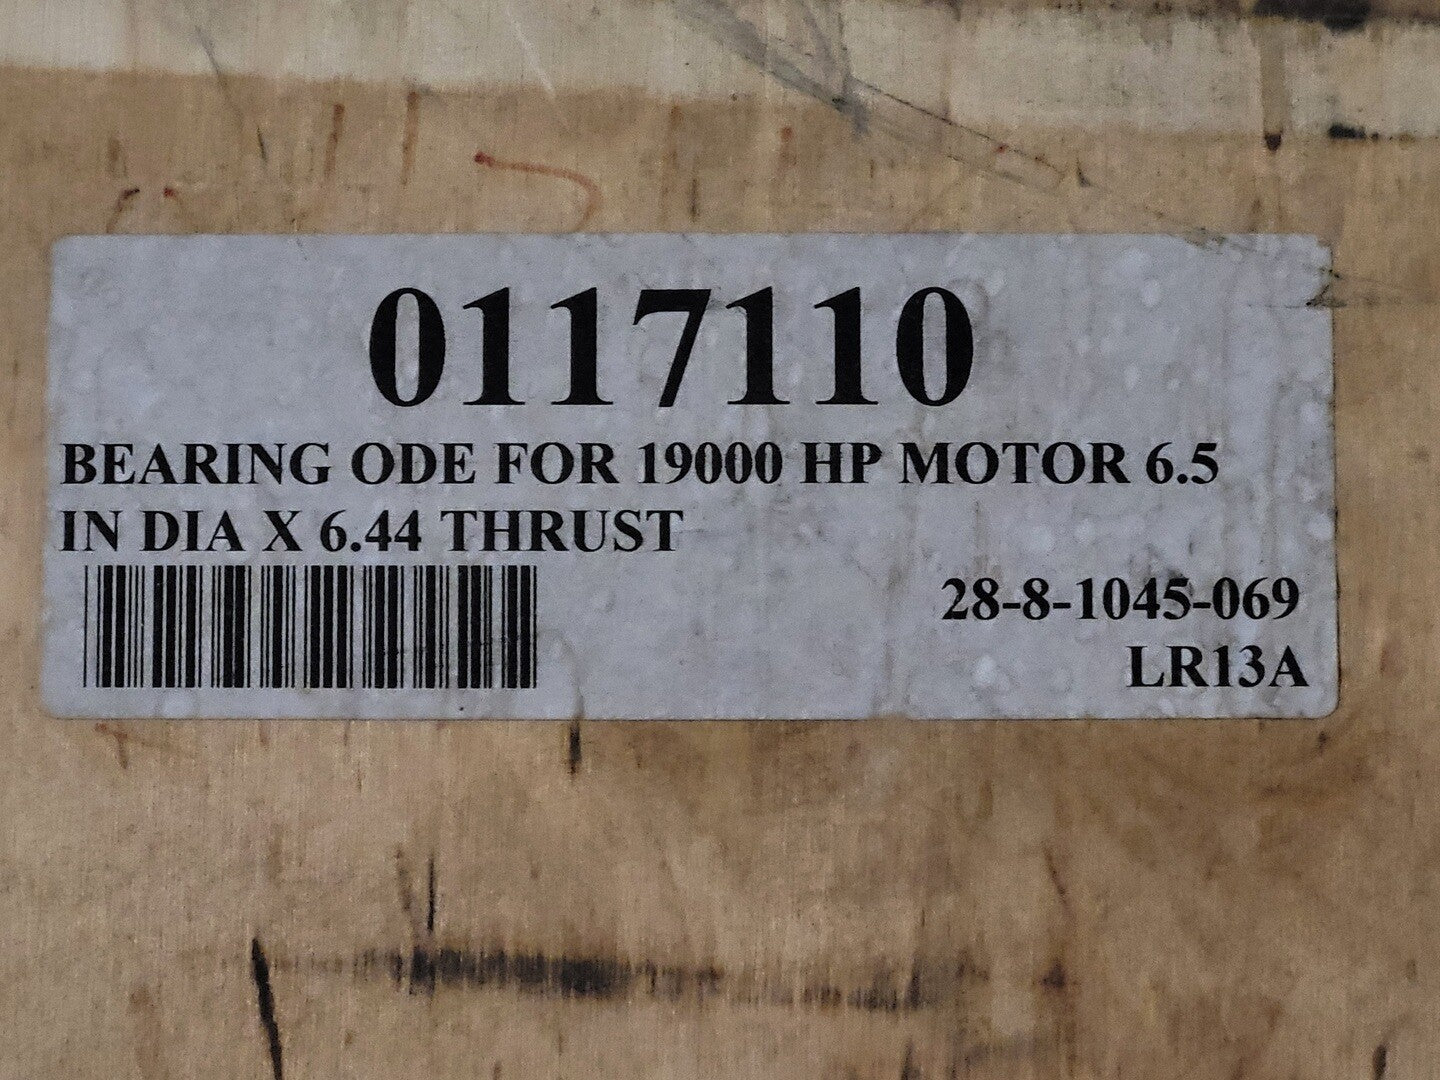 0117110
BEARING ODE FOR 19000 HP MOTOR 6.5
IN DIA X 6.44 THRUST
28-8-1045-069
LR13A